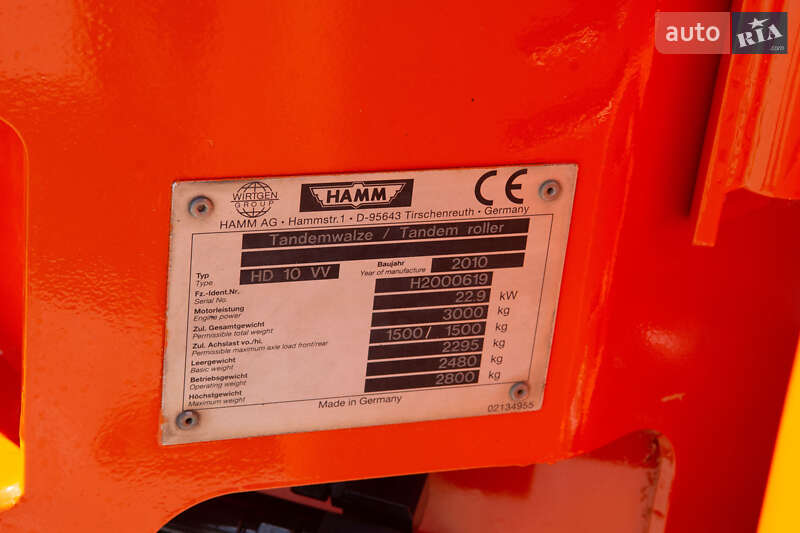 auto RIA .com
WIRTGEN GROUP
HAMM
CE
HAMM AG · Hammstr.1 · D-95643 Tirschenreuth · Germany
Tandemwalze / Tandem roller
Typ
Type
HD 10 VV
Baujahr
Year of manufacture
2010
Fz.-Ident.Nr.
Serial No.
H2000619
Motorleistung
Engine power
22.9 kW
Zul. Gesamtgewicht
Permissible total weight
3000 kg
Zul. Achslast vo./hi.
Permissible maximum axle load front/rear
1500 / 1500 kg
Leergewicht
Basic weight
2295 kg
Betriebsgewicht
Operating weight
2480 kg
Höchstgewicht
Maximum weight
2800 kg
Made in Germany
02134955